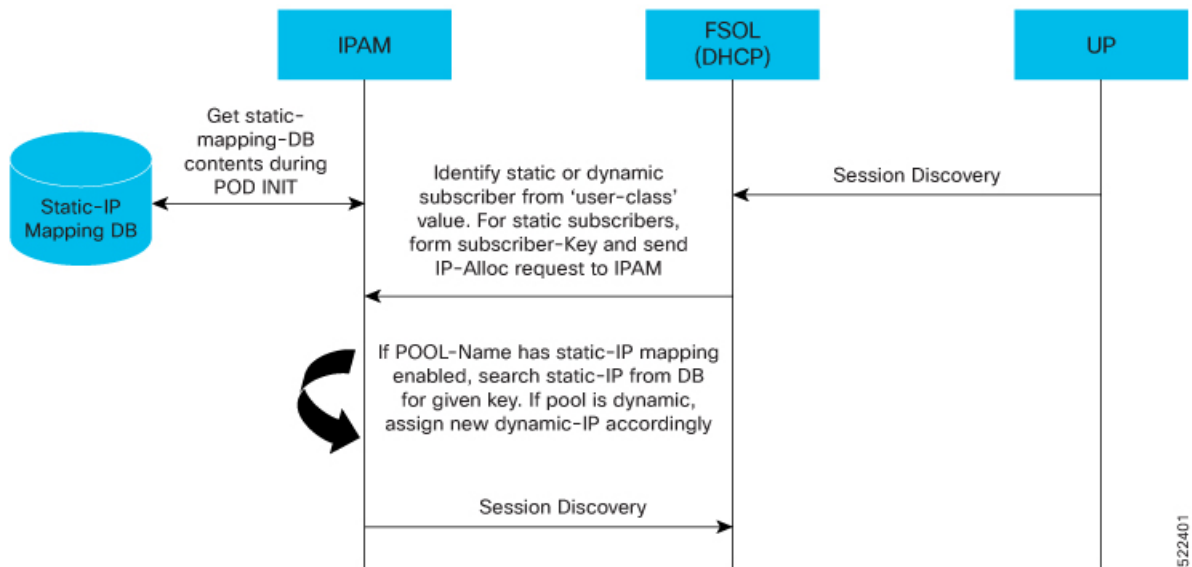 IPAM
FSOL
(DHCP)
UP
Get static-
mapping-DB
contents during
POD INIT
Static-IP
Mapping DB
Identify static or dynamic
subscriber from ‘user-class’
value. For static subscribers,
form subscriber-Key and send
IP-Alloc request to IPAM
Session Discovery
If POOL-Name has static-IP mapping
enabled, search static-IP from DB
for given key. If pool is dynamic,
assign new dynamic-IP accordingly
Session Discovery
522401